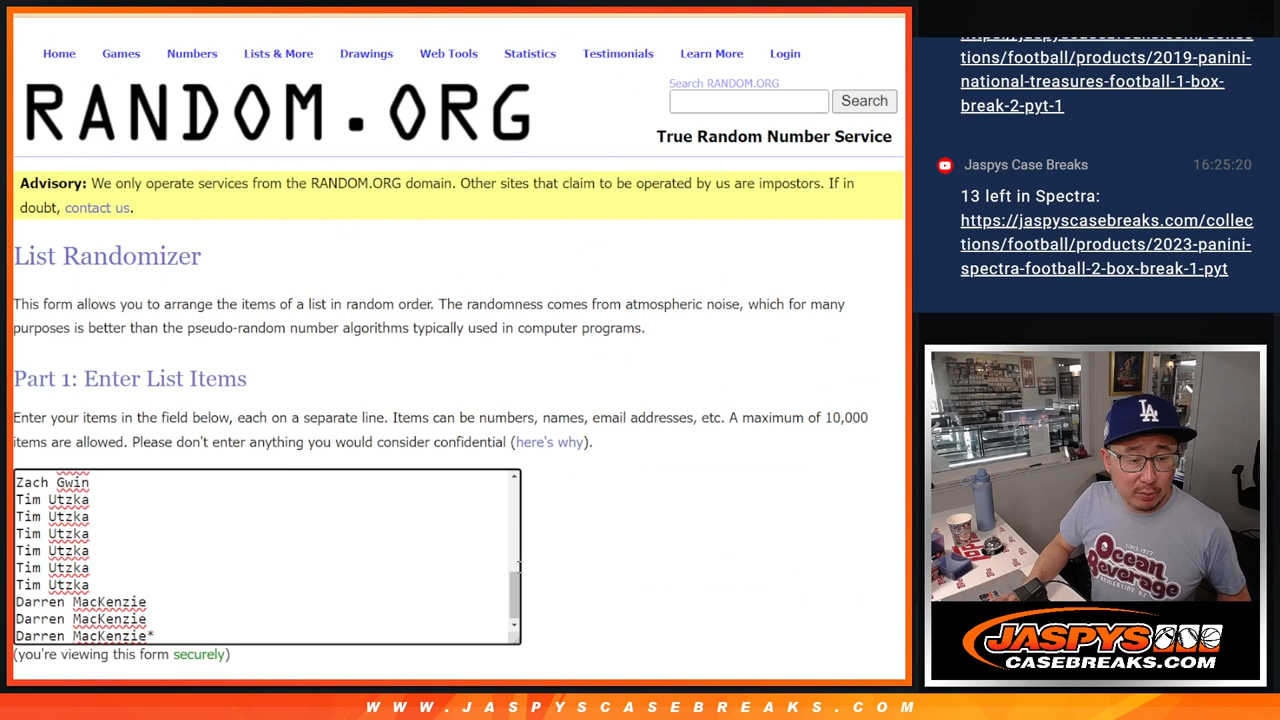 Home Games Numbers Lists & More Drawings Web Tools Statistics Testimonials Learn More Login
RANDOM.ORG
Search RANDOM.ORG
Search
True Random Number Service
Advisory: We only operate services from the RANDOM.ORG domain. Other sites that claim to be operated by us are impostors. If in
doubt, contact us.
List Randomizer
This form allows you to arrange the items of a list in random order. The randomness comes from atmospheric noise, which for many
purposes is better than the pseudo-random number algorithms typically used in computer programs.
Part 1: Enter List Items
Enter your items in the field below, each on a separate line. Items can be numbers, names, email addresses, etc. A maximum of 10,000
items are allowed. Please don't enter anything you would consider confidential (here's why).
Zach Gwin
Tim Utzka
Tim Utzka
Tim Utzka
Tim Utzka
Tim Utzka
Tim Utzka
Darren MacKenzie
Darren MacKenzie
Darren MacKenzie*
(you're viewing this form securely)
tions/football/products/2019-panini-
national-treasures-football-1-box-
break-2-pyt-1
Jaspys Case Breaks 16:25:20
13 left in Spectra:
https://jaspyscasebreaks.com/collec
tions/football/products/2023-panini-
spectra-football-2-box-break-1-pyt
LA
Ocean
Beverage
JASPYS
CASEBREAKS.COM
WWW.JASPYSCASEBREAKS.COM